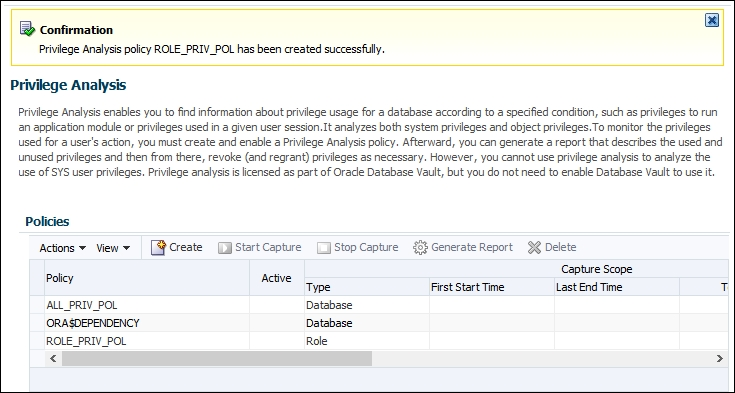 Confirmation
Privilege Analysis policy ROLE_PRIV_POL has been created successfully.
Privilege Analysis
Privilege Analysis enables you to find information about privilege usage for a database according to a specified condition, such as privileges to run
an application module or privileges used in a given user session.It analyzes both system privileges and object privileges.To monitor the privileges
used for a user's action, you must create and enable a Privilege Analysis policy. Afterward, you can generate a report that describes the used and
unused privileges and then from there, revoke (and regrant) privileges as necessary. However, you cannot use privilege analysis to analyze the
use of SYS user privileges. Privilege analysis is licensed as part of Oracle Database Vault, but you do not need to enable Database Vault to use it.
Policies
Actions View Create Start Capture Stop Capture Generate Report Delete
Policy Active Capture Scope
Type First Start Time Last End Time T
ALL_PRIV_POL Database
ORA$DEPENDENCY Database
ROLE_PRIV_POL Role